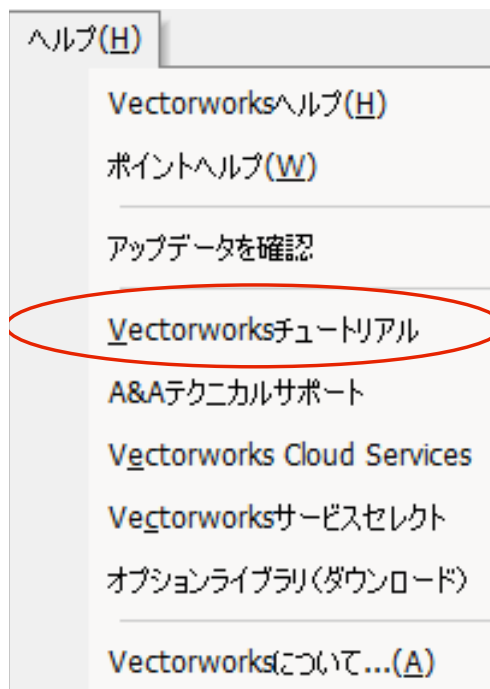 ヘルプ(H)
Vectorworksヘルプ(H)
ポイントヘルプ(W)
アップデータを確認
Vectorworksチュートリアル
A&Aテクニカルサポート
Vectorworks Cloud Services
Vectorworksサービスセレクト
オプションライブラリ(ダウンロード)
Vectorworksについて...(A)